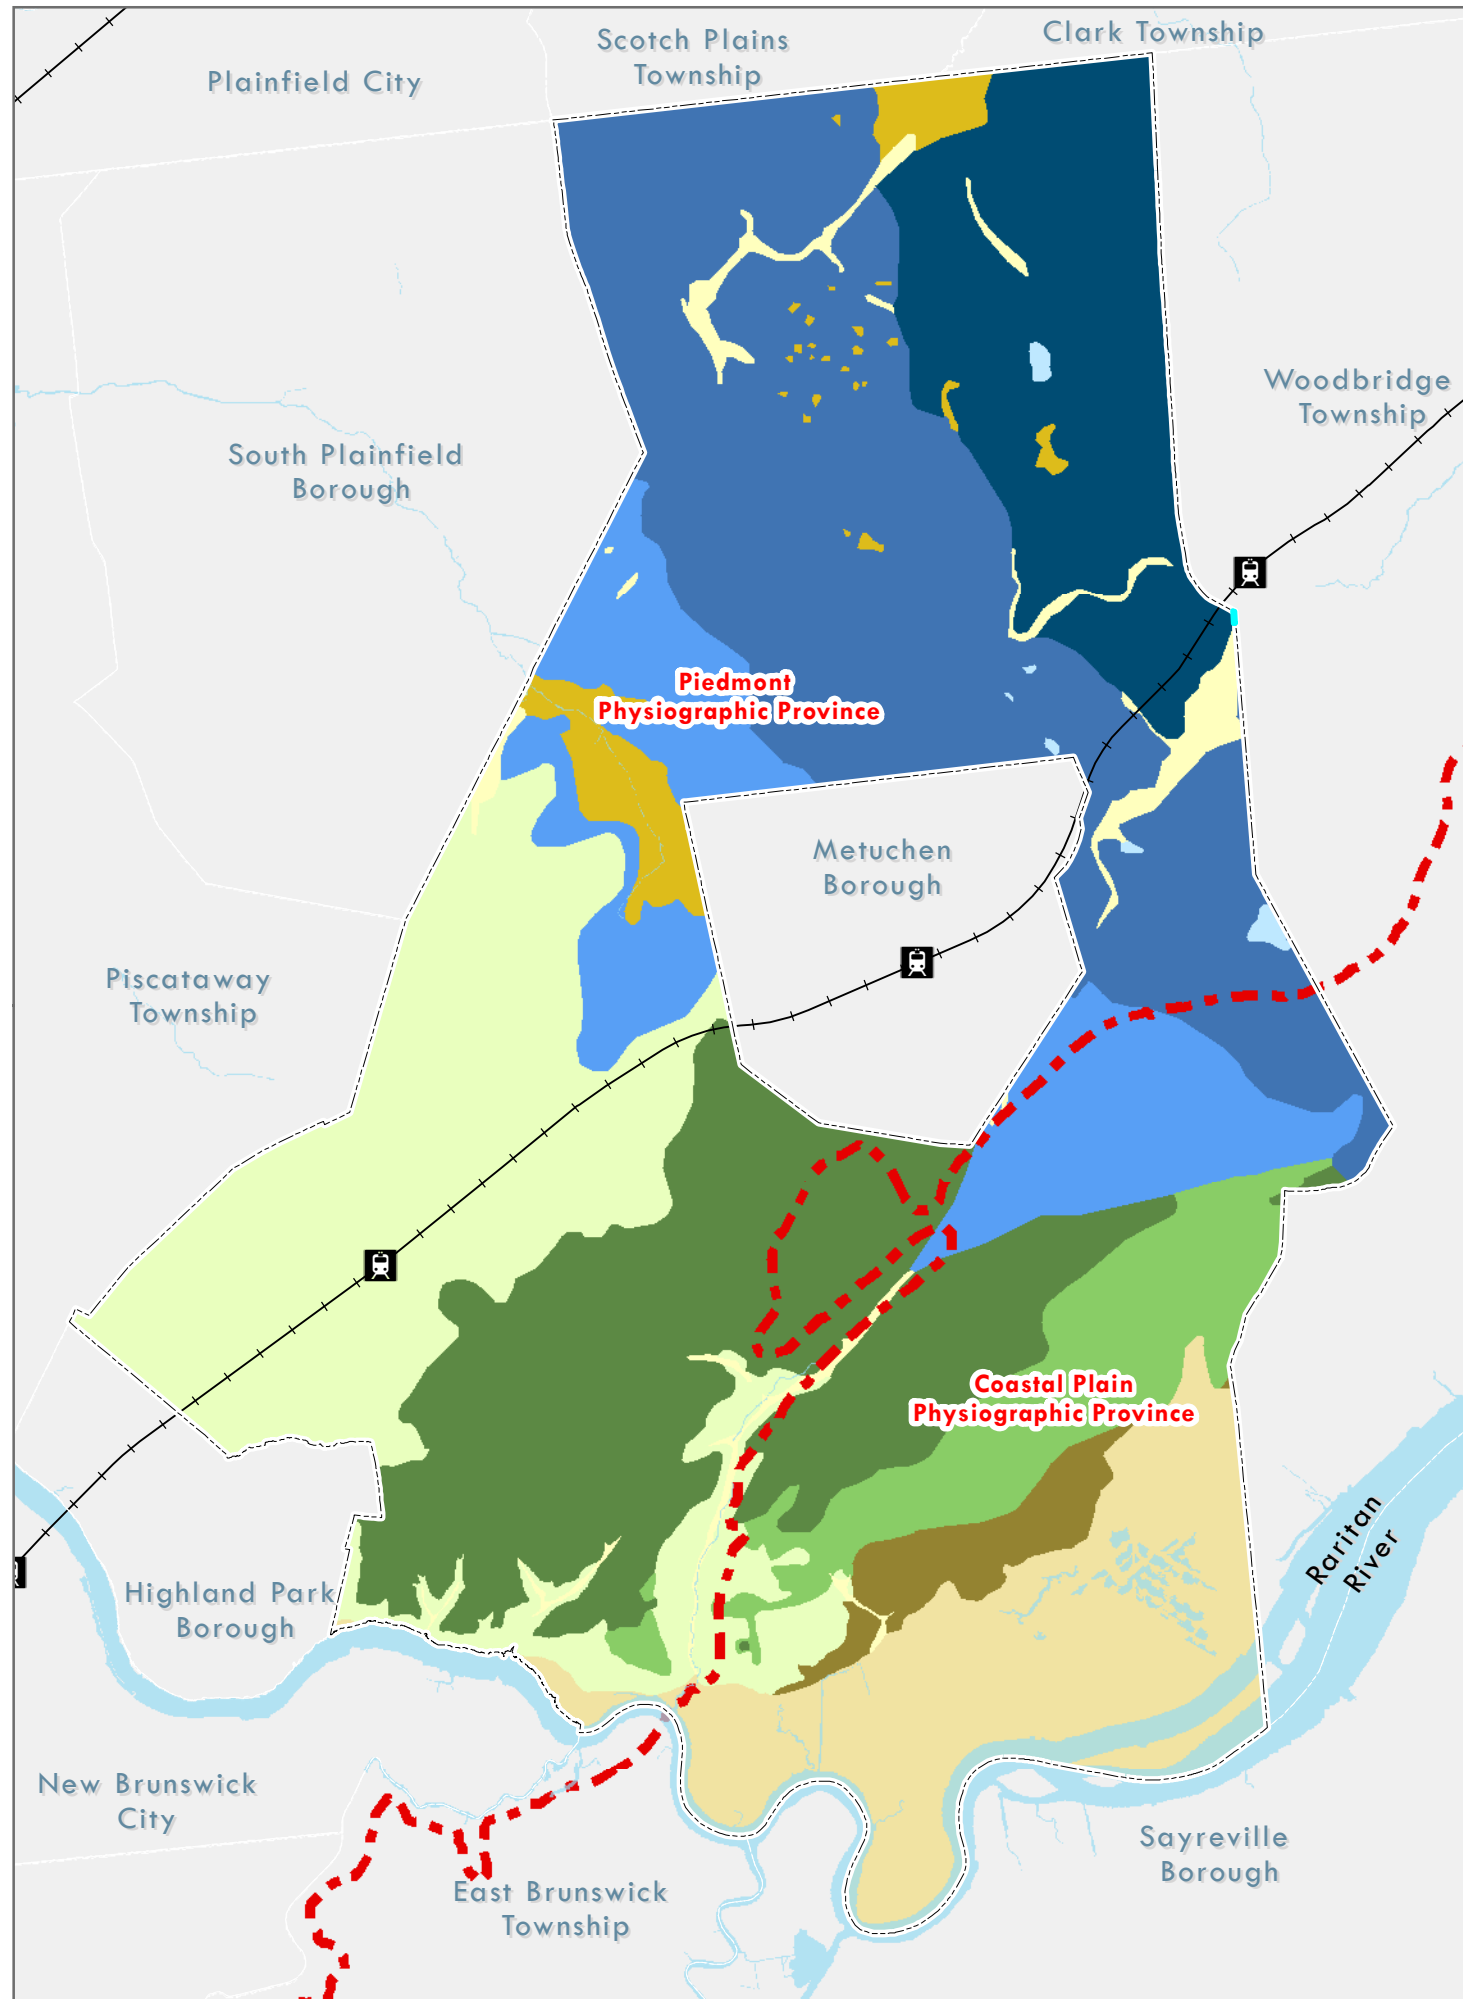 Scotch Plains
Township
Clark Township
Plainfield City
Woodbridge
Township
South Plainfield
Borough
Piedmont
Physiographic Province
Metuchen
Borough
Piscataway
Township
Coastal Plain
Physiographic Province
Raritan
River
Highland Park
Borough
New Brunswick
City
Sayreville
Borough
East Brunswick
Township